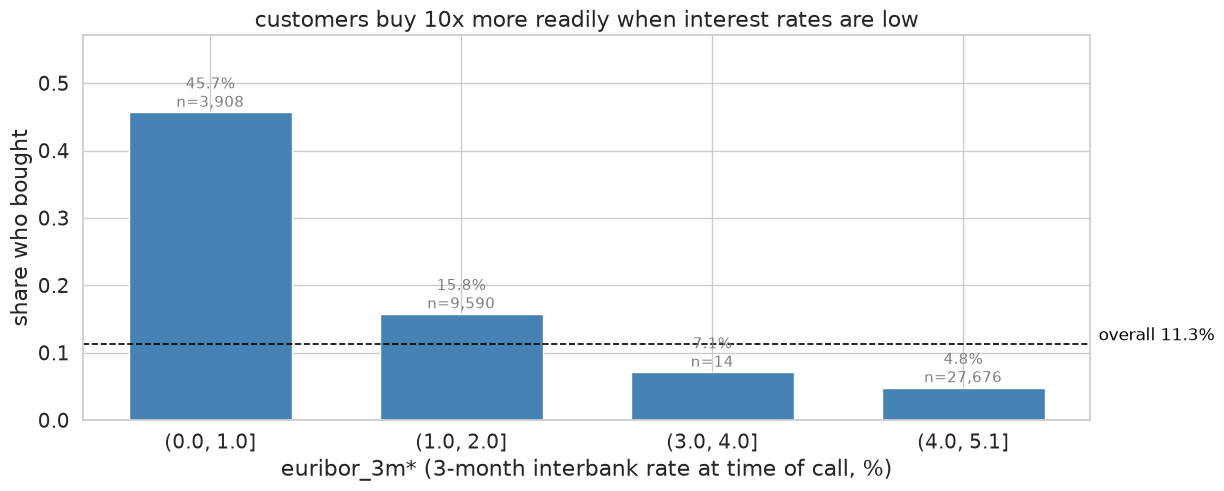 customers buy 10x more readily when interest rates are low
share who bought
0.5
0.4
0.3
0.2
0.1
0.0
45.7%
n=3,908
15.8%
n=9,590
7.1%
n=14
4.8%
n=27,676
overall 11.3%
(0.0, 1.0]
(1.0, 2.0]
(3.0, 4.0]
(4.0, 5.1]
euribor_3m* (3-month interbank rate at time of call, %)